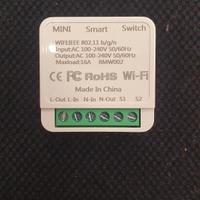 MINI Smart Switch
WIFI:IEEE 802.11 b/g/n
Input:AC 100-240V 50/60Hz
Output:AC 100-240V 50/60Hz
Maxload:16A BMW002
CE FC RoHS Wi-Fi
Made In China
L-Out L-In N-In N-Out S1 S2